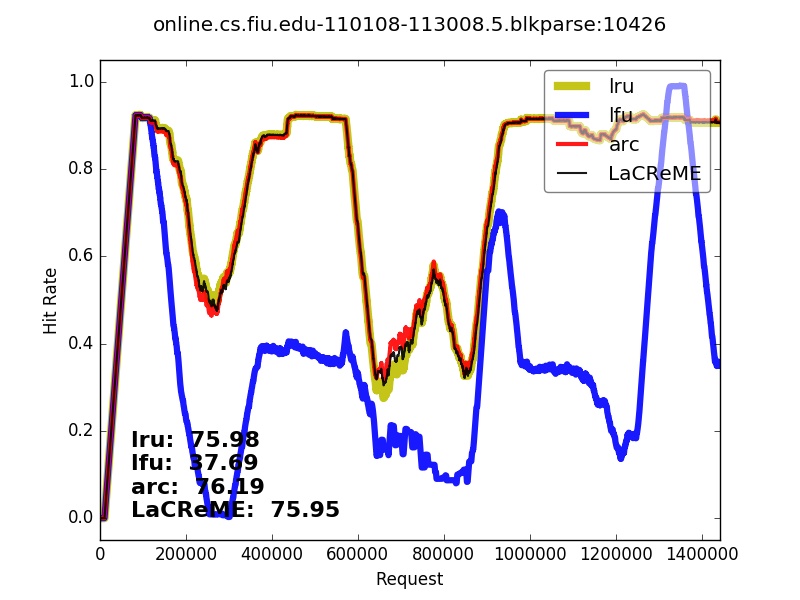 online.cs.fiu.edu-110108-113008.5.blkparse:10426
1.0
0.8
0.6
0.4
0.2
0.0
Hit Rate
lru
lfu
arc
LaCReME
lru: 75.98
lfu: 37.69
arc: 76.19
LaCReME: 75.95
0 200000 400000 600000 800000 1000000 1200000 1400000
Request